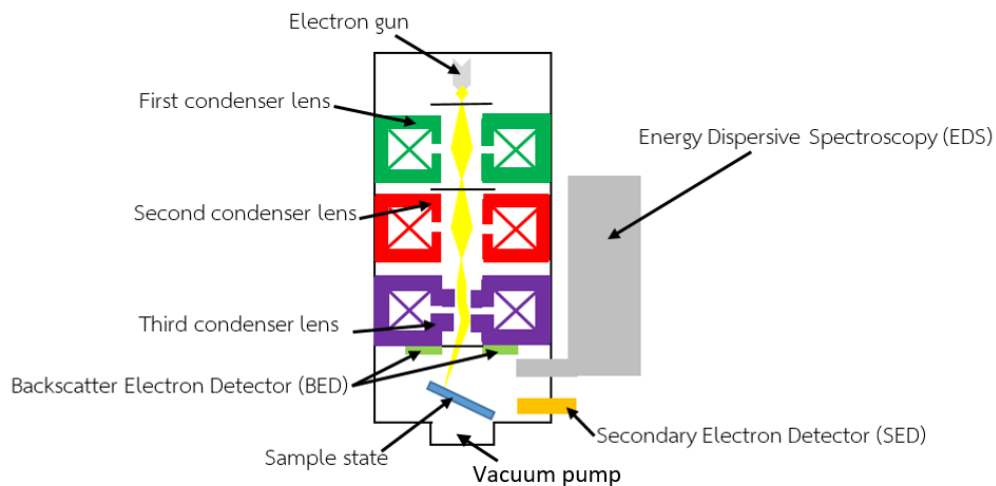 Electron gun
First condenser lens
Energy Dispersive Spectroscopy (EDS)
Second condenser lens
Third condenser lens
Backscatter Electron Detector (BED)
Secondary Electron Detector (SED)
Sample state
Vacuum pump